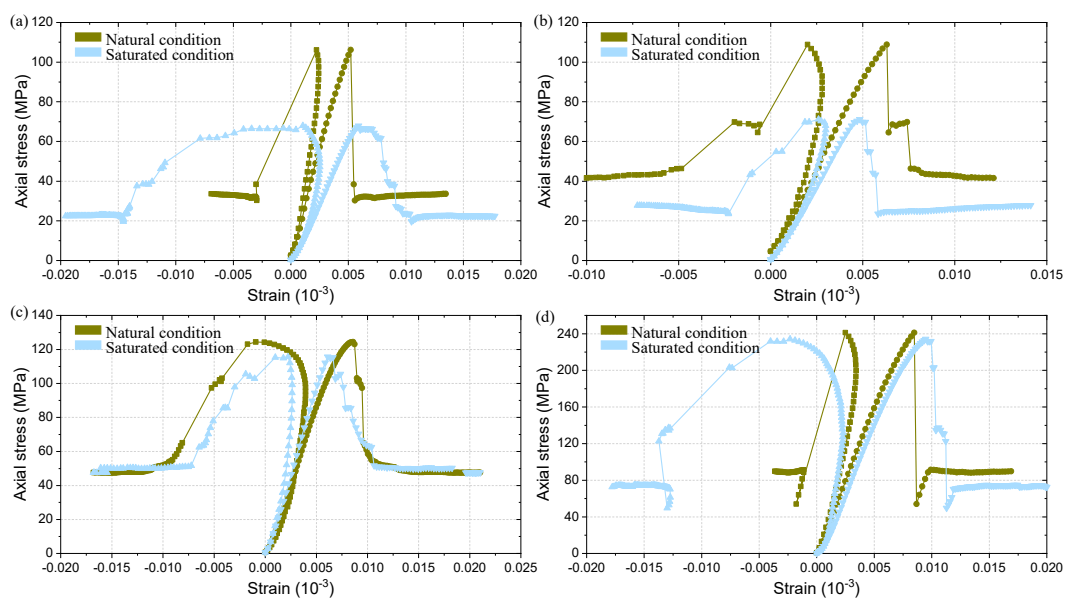 (a)
120
100
80
60
40
20
0
Axial stress (MPa)
Natural condition
Saturated condition
-0.020 -0.015 -0.010 -0.005 0.000 0.005 0.010 0.015 0.020
Strain (10-3)
(b)
120
100
80
60
40
20
0
Axial stress (MPa)
Natural condition
Saturated condition
-0.010 -0.005 0.000 0.005 0.010 0.015
Strain (10-3)
(c)
140
120
100
80
60
40
20
0
Axial stress (MPa)
Natural condition
Saturated condition
-0.020 -0.015 -0.010 -0.005 0.000 0.005 0.010 0.015 0.020 0.025
Strain (10-3)
(d)
240
200
160
120
80
40
0
Axial stress (MPa)
Natural condition
Saturated condition
-0.020 -0.015 -0.010 -0.005 0.000 0.005 0.010 0.015 0.020
Strain (10-3)